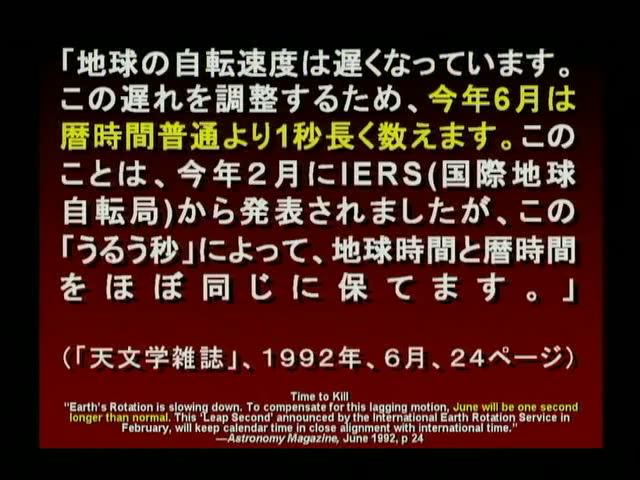 「地球の自転速度は遅くなっています。
この遅れを調整するため、今年6月は
暦時間普通より1秒長く数えます。この
ことは、今年２月にIERS(国際地球
自転局)から発表されましたが、この
「うるう秒」によって、地球時間と暦時間
をほぼ同じに保てます。」
（「天文学雑誌」、１９９２年、６月、２４ページ）
Time to Kill
"Earth's Rotation is slowing down. To compensate for this lagging motion, June will be one second
longer than normal. This 'Leap Second' announced by the International Earth Rotation Service in
February, will keep calendar time in close alignment with international time."
—Astronomy Magazine, June 1992, p 24